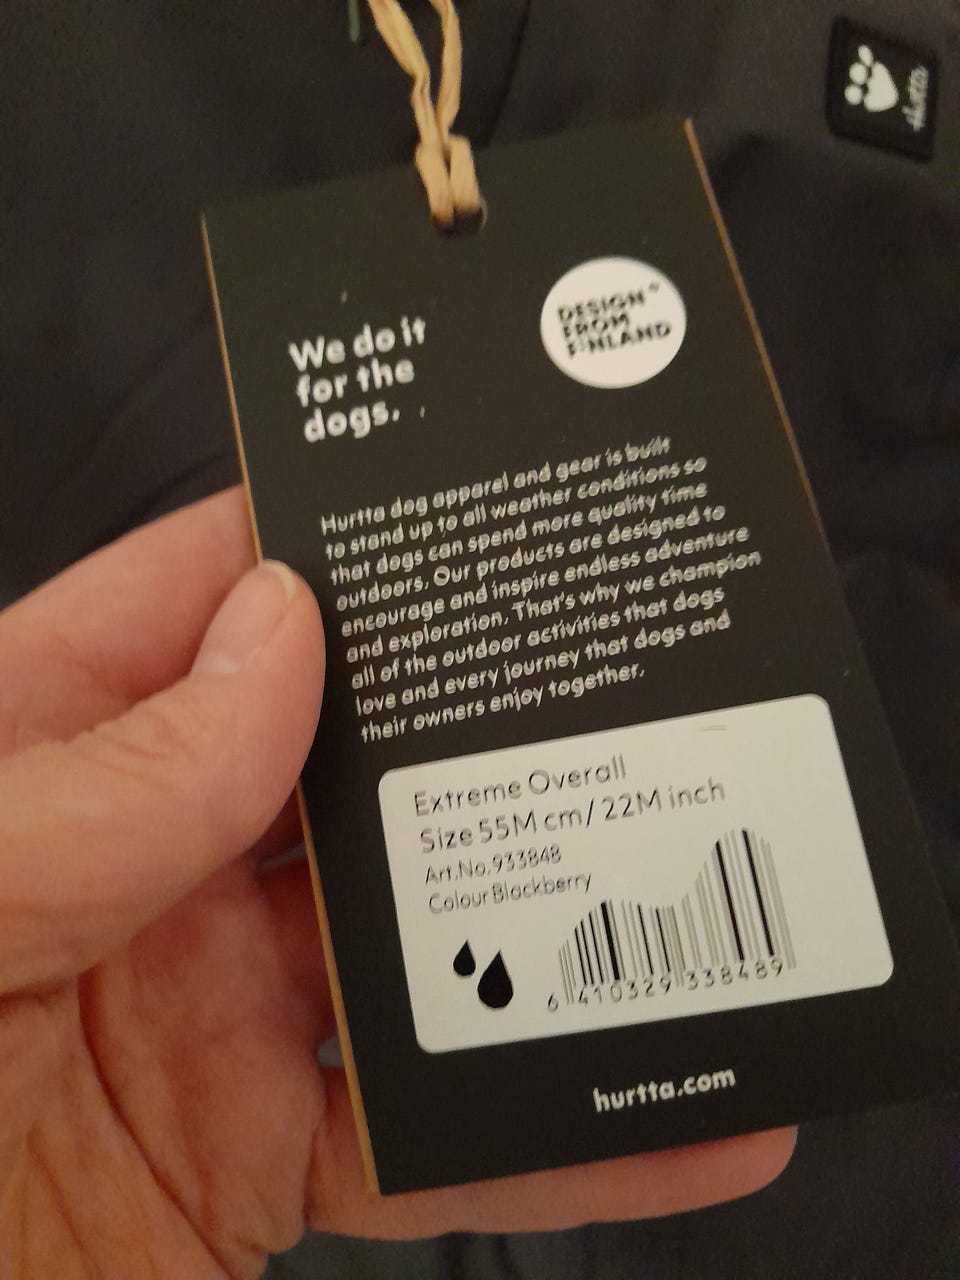 Hurtta
We do it
for the
dogs.
DESIGN
FROM
FINLAND
Hurtta dog apparel and gear is built
to stand up to all weather conditions so
that dogs can spend more quality time
outdoors. Our products are designed to
encourage and inspire endless adventure
and exploration. That's why we champion
all of the outdoor activities that dogs
love and every journey that dogs and
their owners enjoy together.
Extreme Overall
Size 55M cm/ 22M inch
Art.No.933848
Colour Blackberry
6 410329 338489
hurtta.com